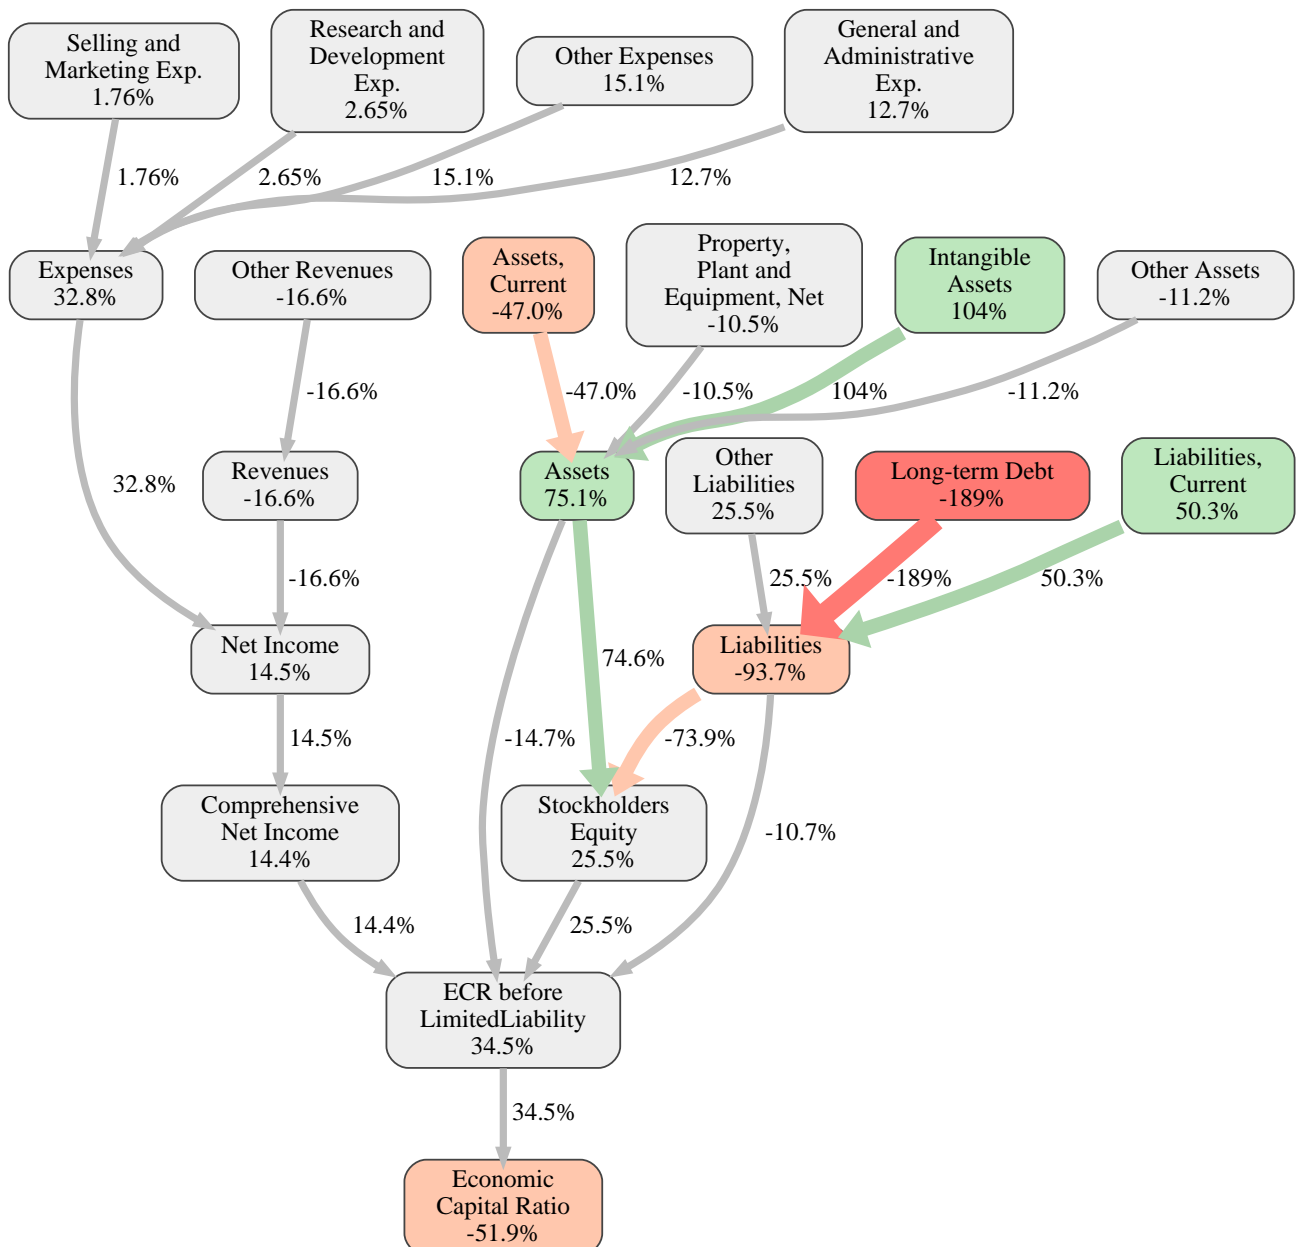 Selling and
Marketing Exp.
1.76%
Research and
Development
Exp.
2.65%
Other Expenses
15.1%
General and
Administrative
Exp.
12.7%
1.76%
2.65%
15.1%
12.7%
Expenses
32.8%
Other Revenues
-16.6%
Assets,
Current
-47.0%
Property,
Plant and
Equipment, Net
-10.5%
Intangible
Assets
104%
Other Assets
-11.2%
-16.6%
-47.0%
-10.5%
104%
-11.2%
32.8%
Revenues
-16.6%
Assets
75.1%
Other
Liabilities
25.5%
Long-term Debt
-189%
Liabilities,
Current
50.3%
-16.6%
25.5%
-189%
50.3%
Net Income
14.5%
74.6%
Liabilities
-93.7%
14.5%
-14.7%
-73.9%
Comprehensive
Net Income
14.4%
Stockholders
Equity
25.5%
-10.7%
14.4%
25.5%
ECR before
LimitedLiability
34.5%
34.5%
Economic
Capital Ratio
-51.9%